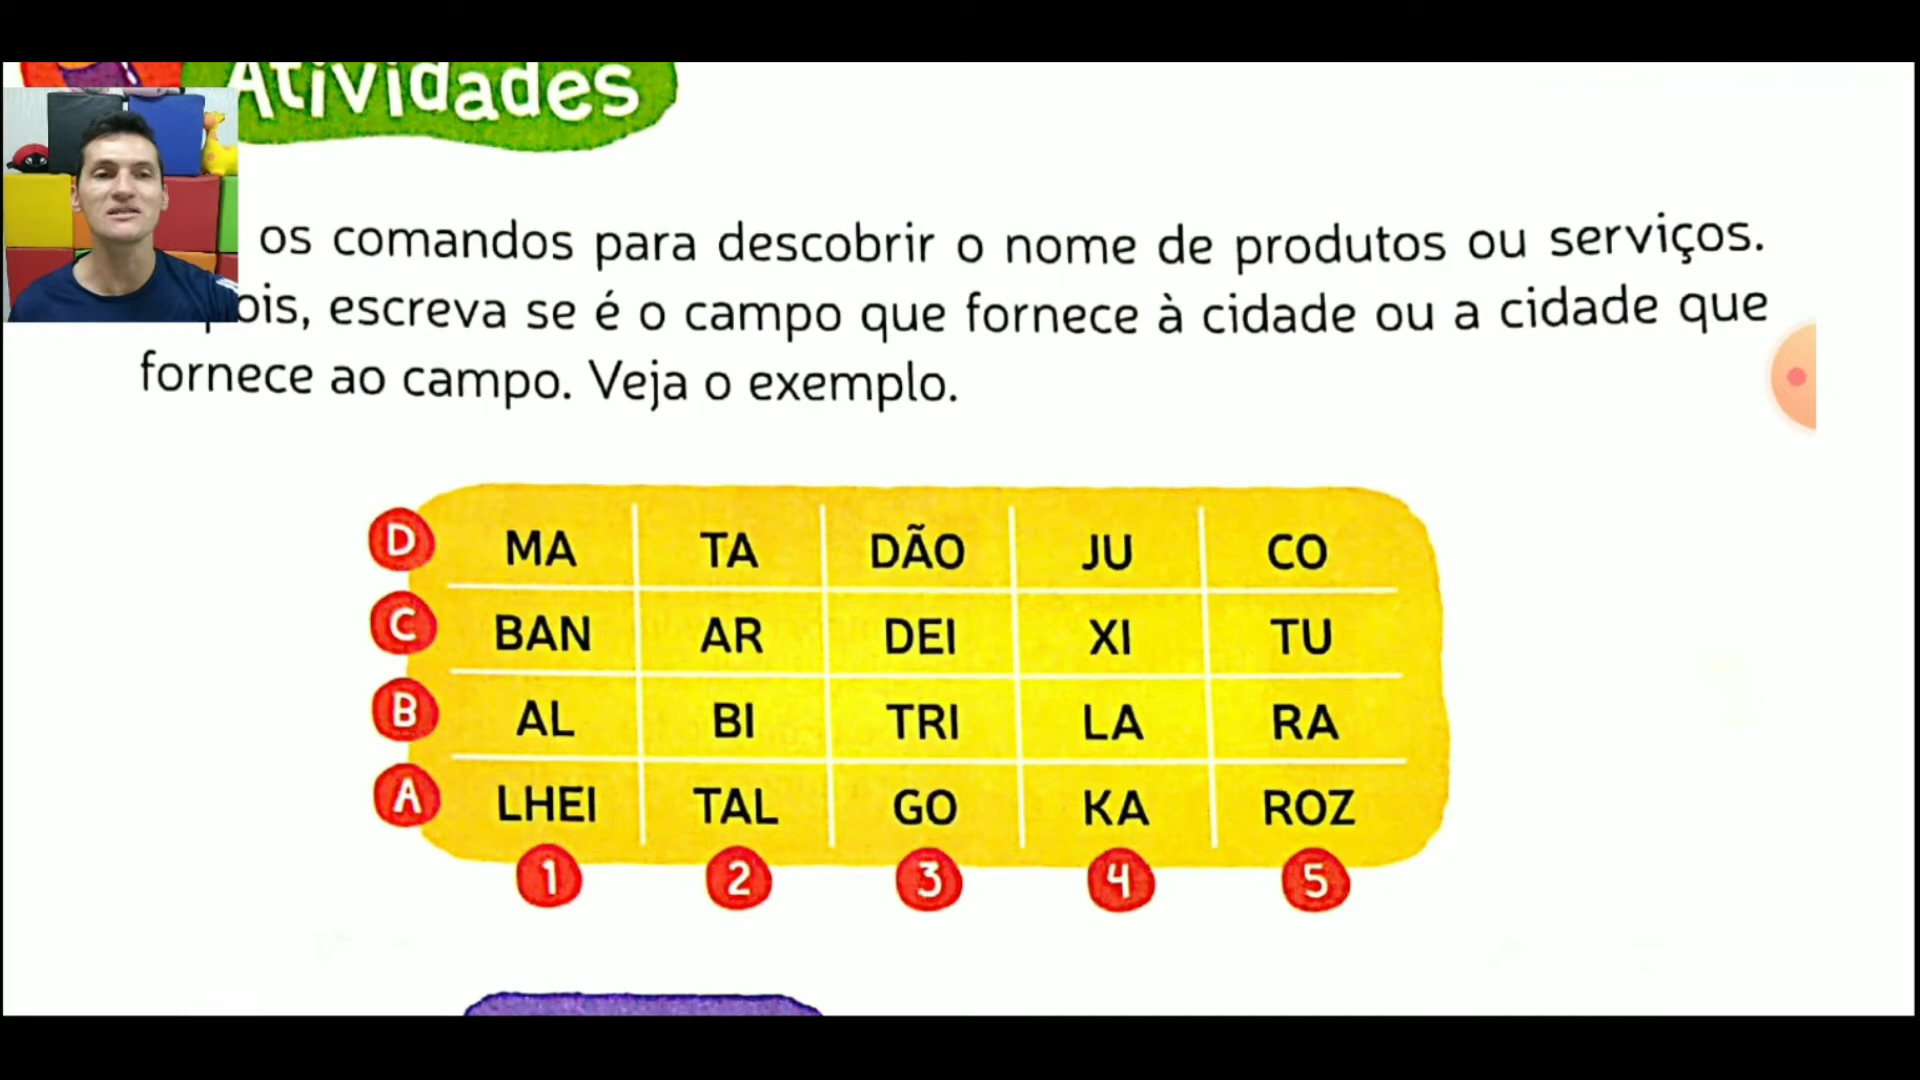 Atividades
os comandos para descobrir o nome de produtos ou serviços.
pois, escreva se é o campo que fornece à cidade ou a cidade que
fornece ao campo. Veja o exemplo.
D MA TA DÃO JU CO
C BAN AR DEI XI TU
B AL BI TRI LA RA
A LHEI TAL GO KA ROZ
1 2 3 4 5